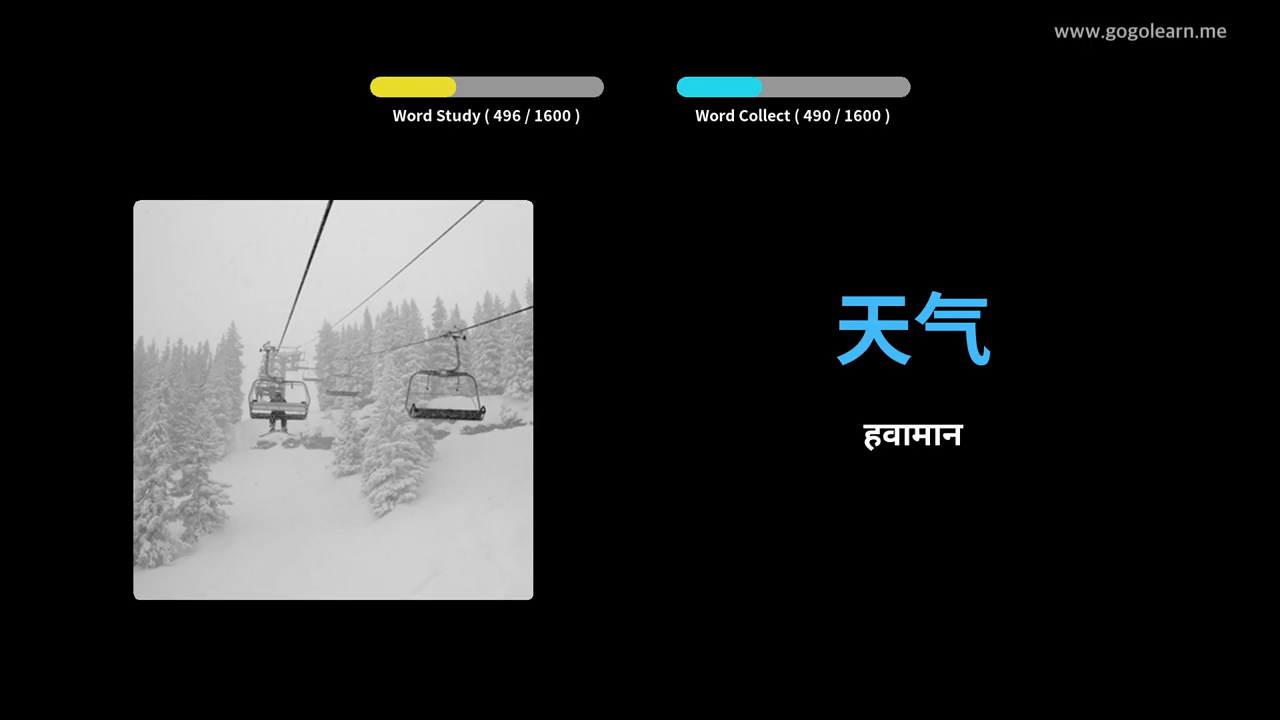 www.gogolearn.me
Word Study ( 496 / 1600 )
Word Collect ( 490 / 1600 )
天气
हवामान